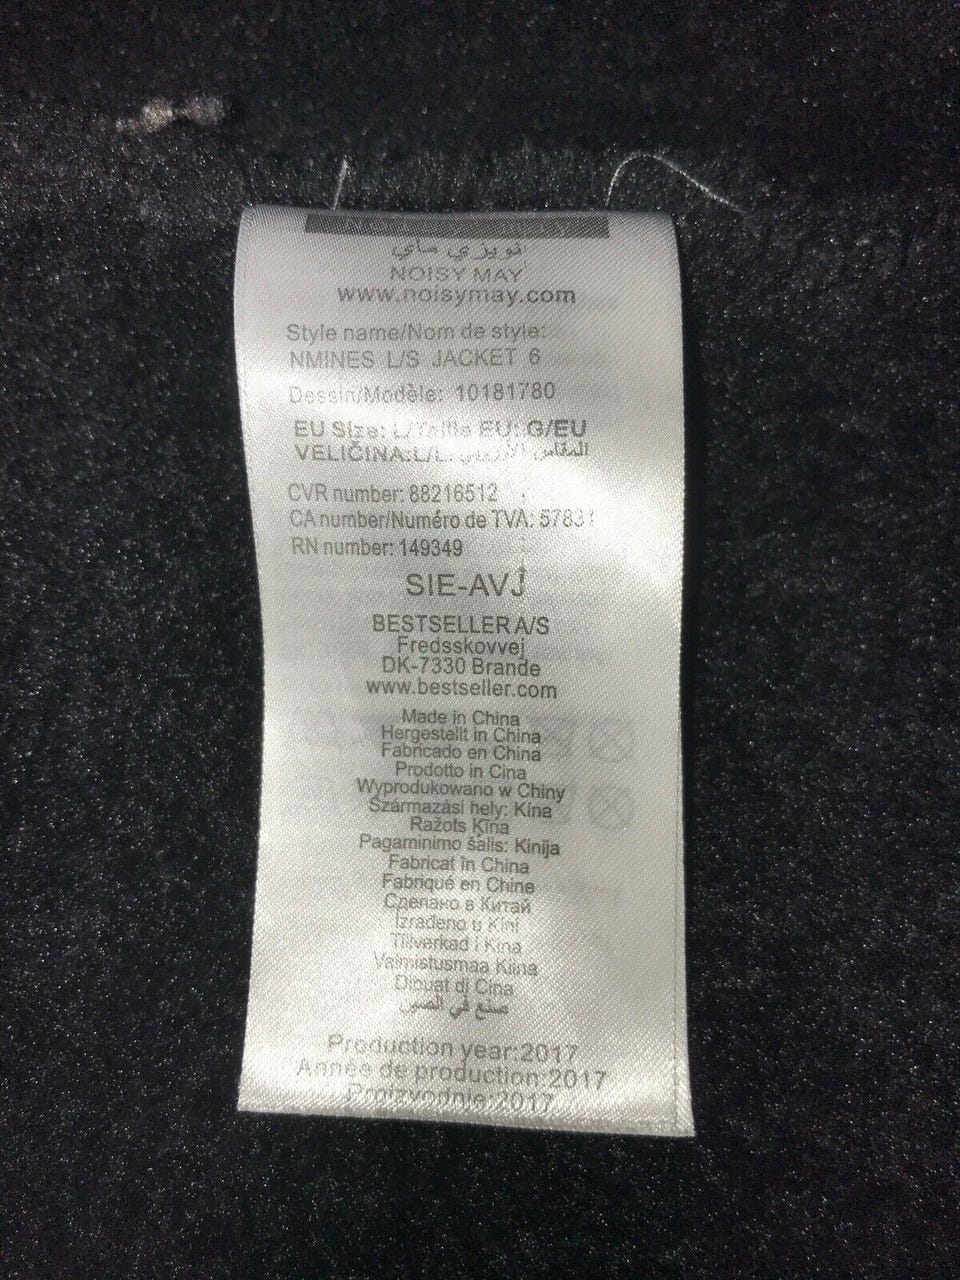 نويزي ماي
NOISY MAY
www.noisymay.com
Style name/Nom de style:
NMINES L/S JACKET 6
Dessin/Modèle: 10181780
EU Size: L/Taille EU: G/EU
VELIČINA:L/L: المقاس الأوروبي
CVR number: 88216512
CA number/Numéro de TVA: 57831
RN number: 149349
SIE-AVJ
BESTSELLER A/S
Fredsskovvej
DK-7330 Brande
www.bestseller.com
Made in China
Hergestellt in China
Fabricado en China
Prodotto in Cina
Wyprodukowano w Chiny
Származási hely: Kína
Ražots Ķīna
Pagaminimo šalis: Kinija
Fabricat în China
Fabriqué en Chine
Сделано в Китай
Izrađeno u Kini
Tillverkad i Kina
Valmistusmaa Kiina
Dibuat di Cina
صنع في الصين
Production year:2017
Année de production:2017
Proizvodnje:2017